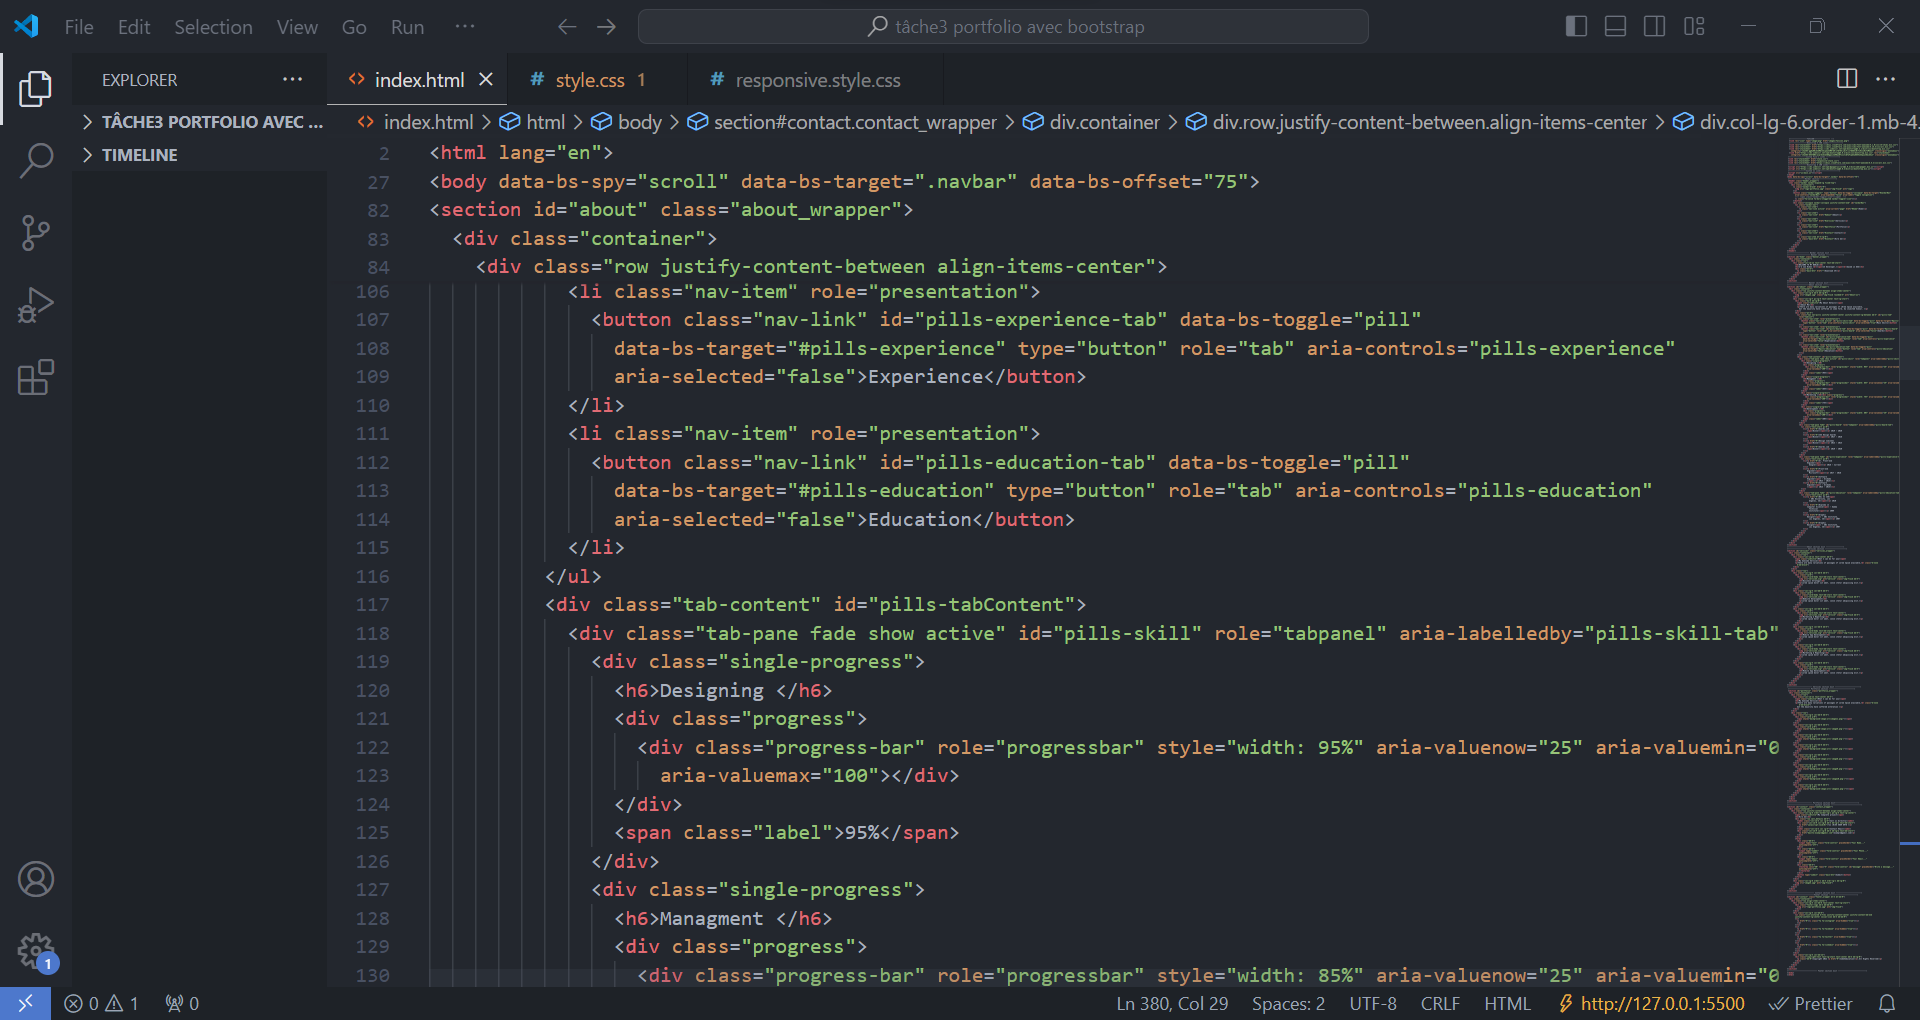 File Edit Selection View Go Run ··· tâche3 portfolio avec bootstrap
EXPLORER
TÂCHE3 PORTFOLIO AVEC ...
TIMELINE
index.html style.css 1 responsive.style.css
index.html > html > body > section#contact.contact_wrapper > div.container > div.row.justify-content-between.align-items-center > div.col-lg-6.order-1.mb-4.
2 <html lang="en">
27 <body data-bs-spy="scroll" data-bs-target=".navbar" data-bs-offset="75">
82 <section id="about" class="about_wrapper">
83 <div class="container">
84 <div class="row justify-content-between align-items-center">
106 <li class="nav-item" role="presentation">
107 <button class="nav-link" id="pills-experience-tab" data-bs-toggle="pill"
108 data-bs-target="#pills-experience" type="button" role="tab" aria-controls="pills-experience"
109 aria-selected="false">Experience</button>
110 </li>
111 <li class="nav-item" role="presentation">
112 <button class="nav-link" id="pills-education-tab" data-bs-toggle="pill"
113 data-bs-target="#pills-education" type="button" role="tab" aria-controls="pills-education"
114 aria-selected="false">Education</button>
115 </li>
116 </ul>
117 <div class="tab-content" id="pills-tabContent">
118 <div class="tab-pane fade show active" id="pills-skill" role="tabpanel" aria-labelledby="pills-skill-tab"
119 <div class="single-progress">
120 <h6>Designing </h6>
121 <div class="progress">
122 <div class="progress-bar" role="progressbar" style="width: 95%" aria-valuenow="25" aria-valuemin="0
123 aria-valuemax="100"></div>
124 </div>
125 <span class="label">95%</span>
126 </div>
127 <div class="single-progress">
128 <h6>Managment </h6>
129 <div class="progress">
130 <div class="progress-bar" role="progressbar" style="width: 85%" aria-valuenow="25" aria-valuemin="0
1
0 1 0 Ln 380, Col 29 Spaces: 2 UTF-8 CRLF HTML http://127.0.0.1:5500 Prettier